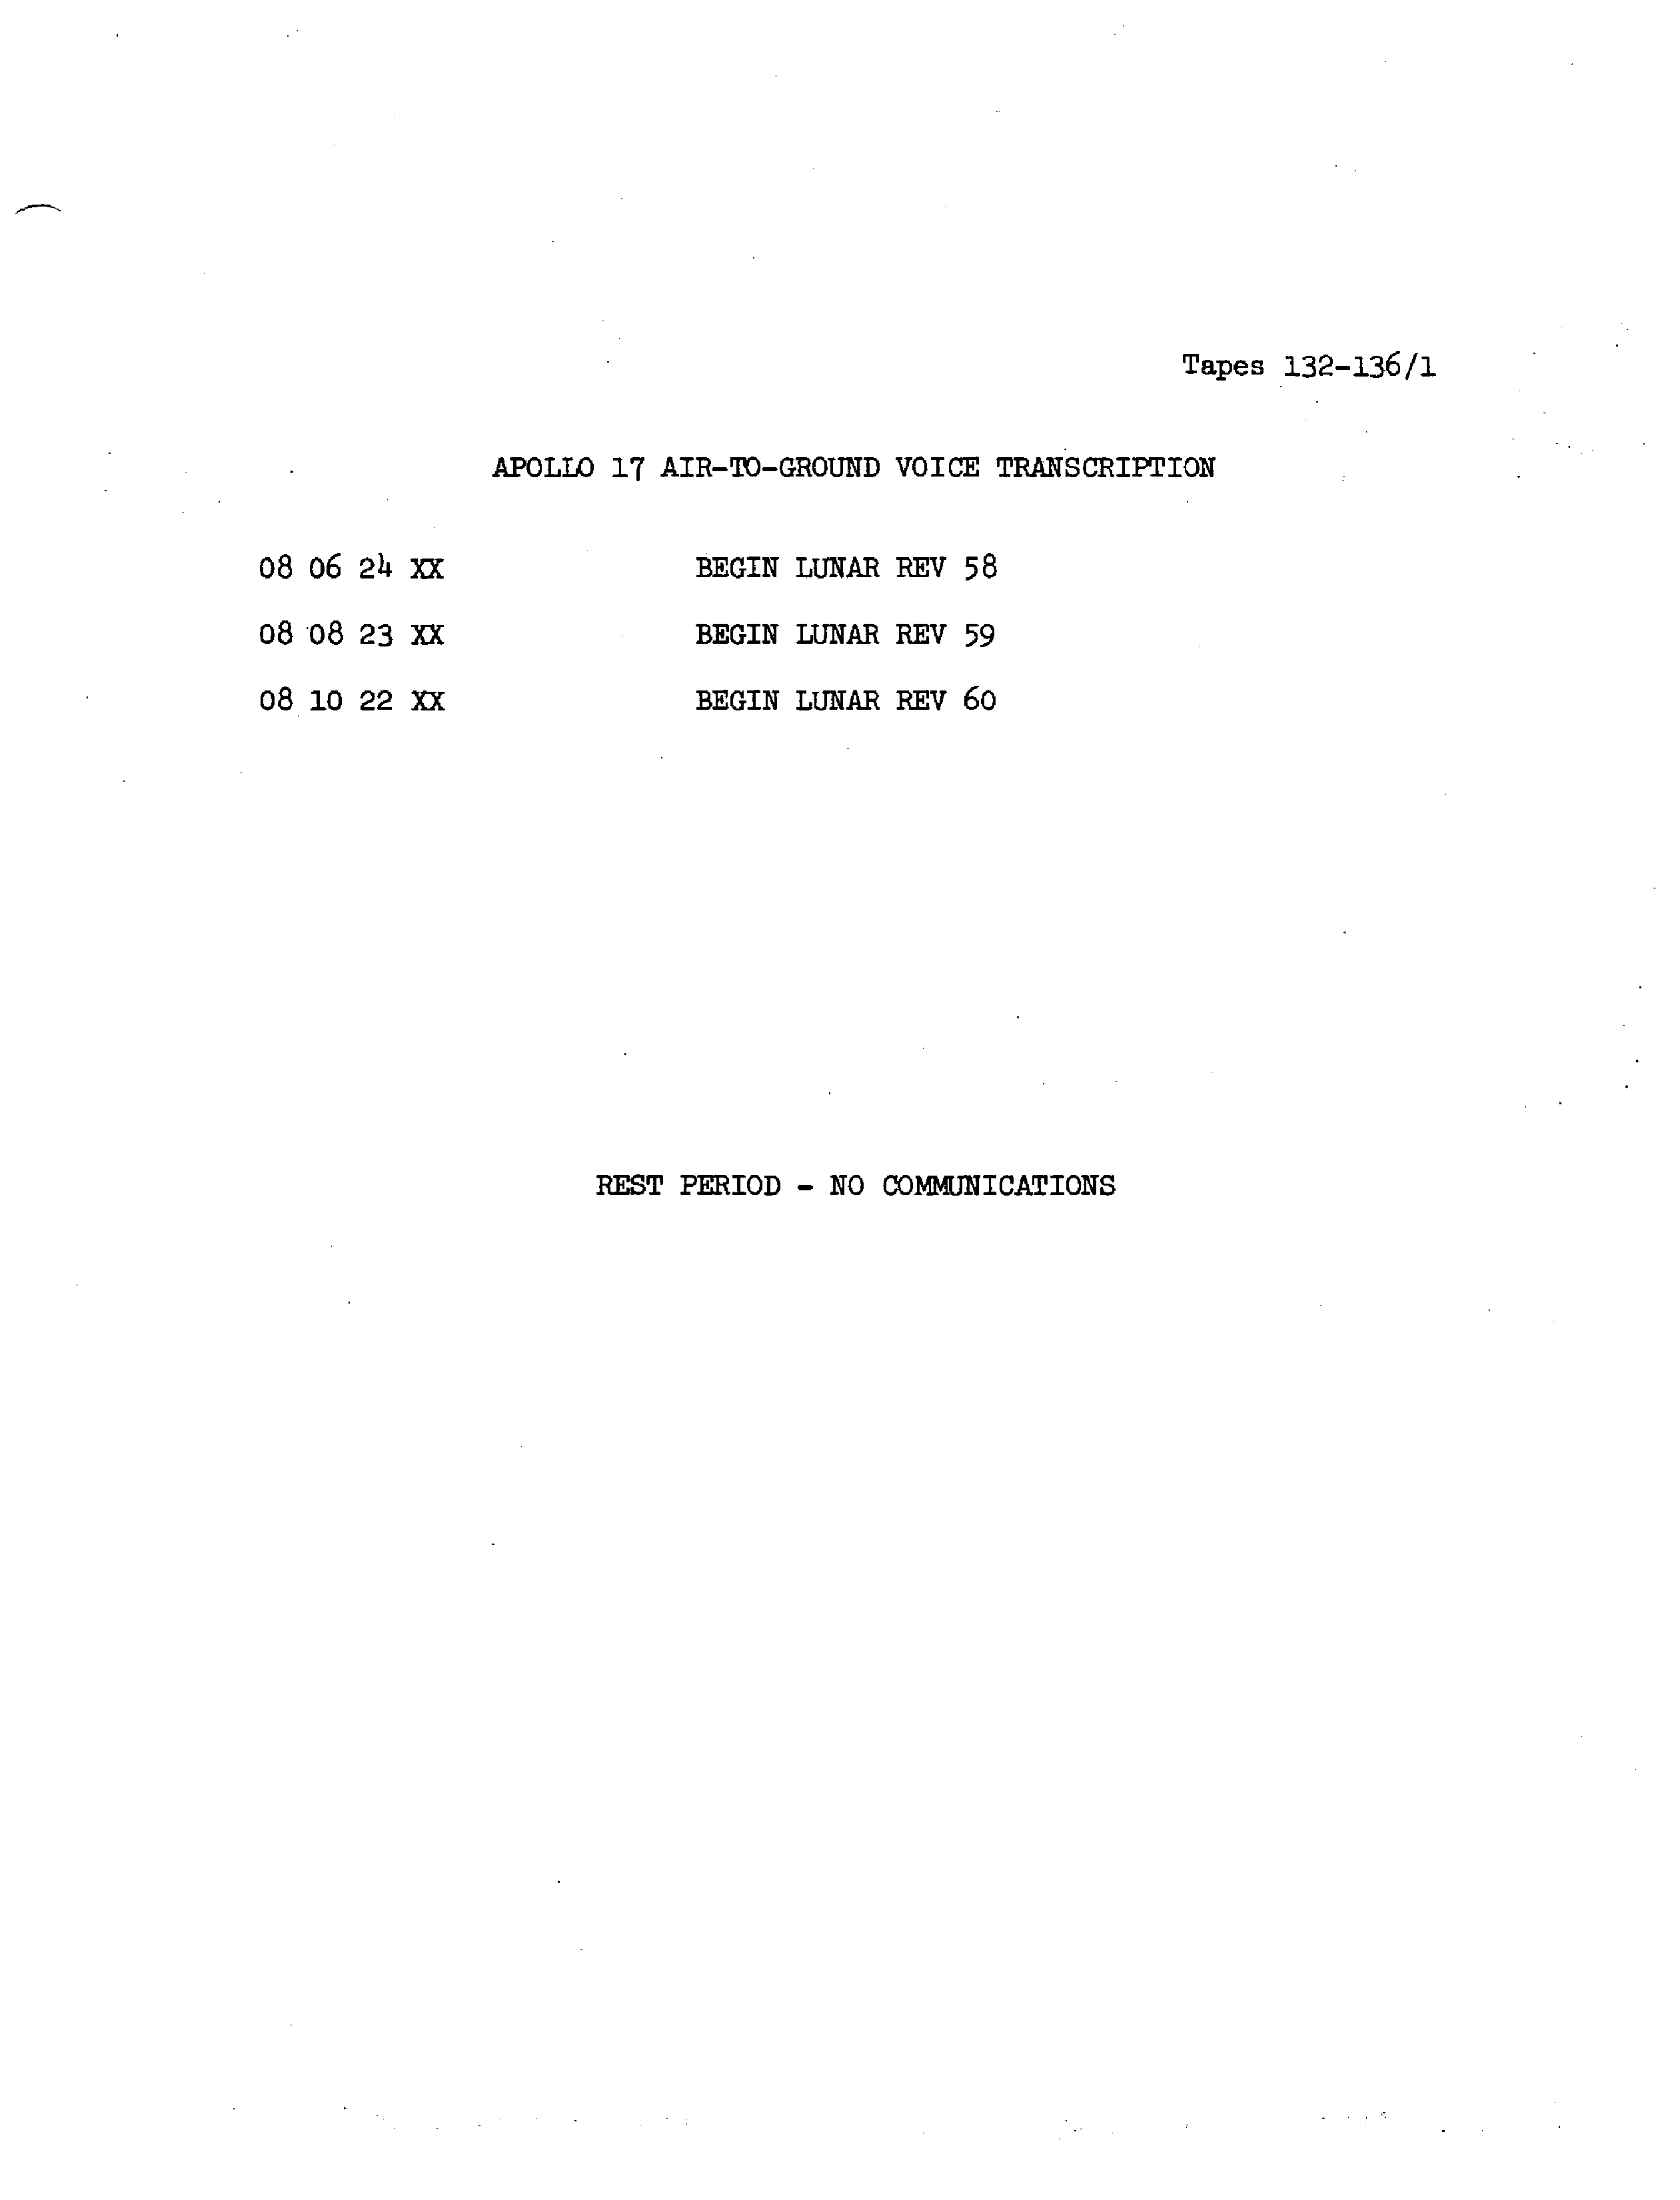 Tapes 132-136/1
APOLLO 17 AIR-TO-GROUND VOICE TRANSCRIPTION
08 06 24 XX BEGIN LUNAR REV 58
08 08 23 XX BEGIN LUNAR REV 59
08 10 22 XX BEGIN LUNAR REV 60
REST PERIOD - NO COMMUNICATIONS